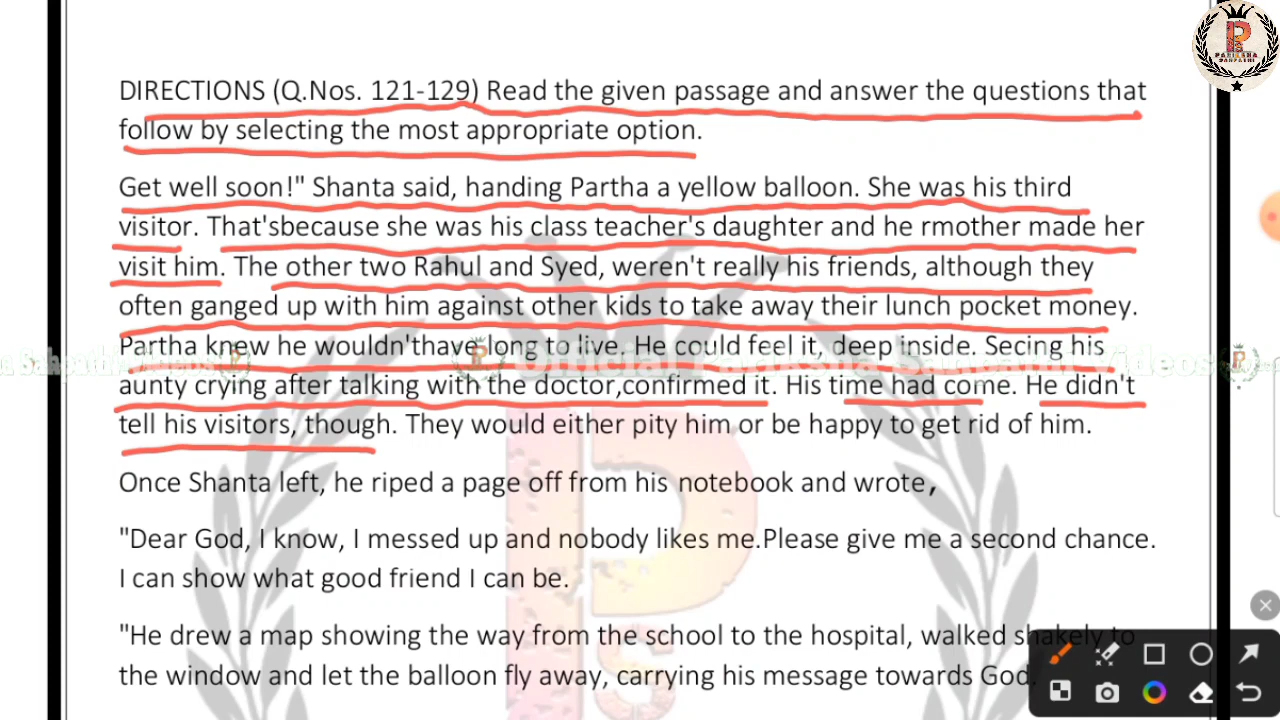 DIRECTIONS (Q.Nos. 121-129) Read the given passage and answer the questions that
follow by selecting the most appropriate option.
Get well soon!" Shanta said, handing Partha a yellow balloon. She was his third
visitor. That'sbecause she was his class teacher's daughter and he rmother made her
visit him. The other two Rahul and Syed, weren't really his friends, although they
often ganged up with him against other kids to take away their lunch pocket money.
Partha knew he wouldn'thave long to live. He could feel it, deep inside. Secing his
aunty crying after talking with the doctor,confirmed it. His time had come. He didn't
tell his visitors, though. They would either pity him or be happy to get rid of him.
Once Shanta left, he riped a page off from his notebook and wrote,
"Dear God, I know, I messed up and nobody likes me.Please give me a second chance.
I can show what good friend I can be.
"He drew a map showing the way from the school to the hospital, walked shakely to
the window and let the balloon fly away, carrying his message towards God.